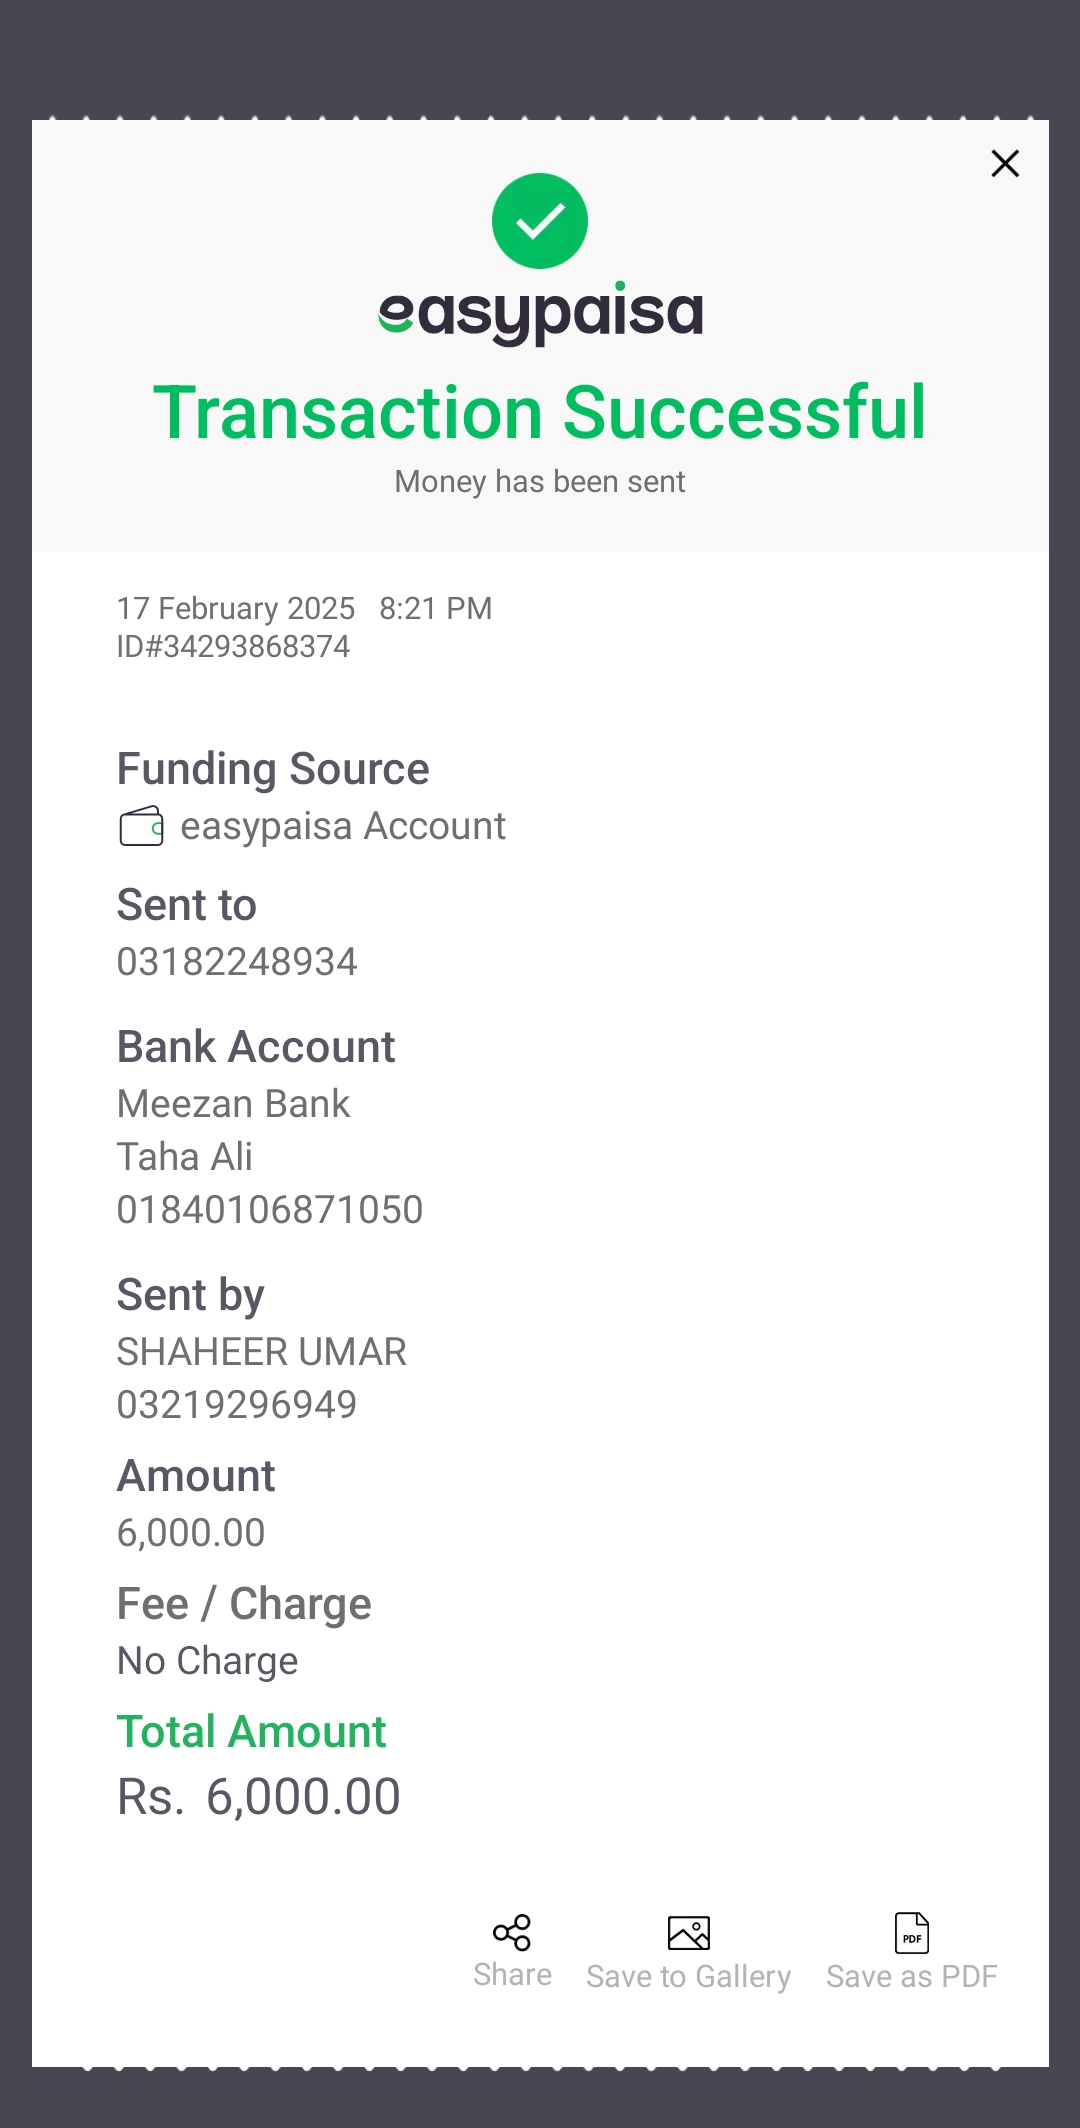 easypaisa
Transaction Successful
Money has been sent
17 February 2025 8:21 PM
ID#34293868374
Funding Source
easypaisa Account
Sent to
03182248934
Bank Account
Meezan Bank
Taha Ali
01840106871050
Sent by
SHAHEER UMAR
03219296949
Amount
6,000.00
Fee / Charge
No Charge
Total Amount
Rs. 6,000.00
PDF
Share Save to Gallery Save as PDF